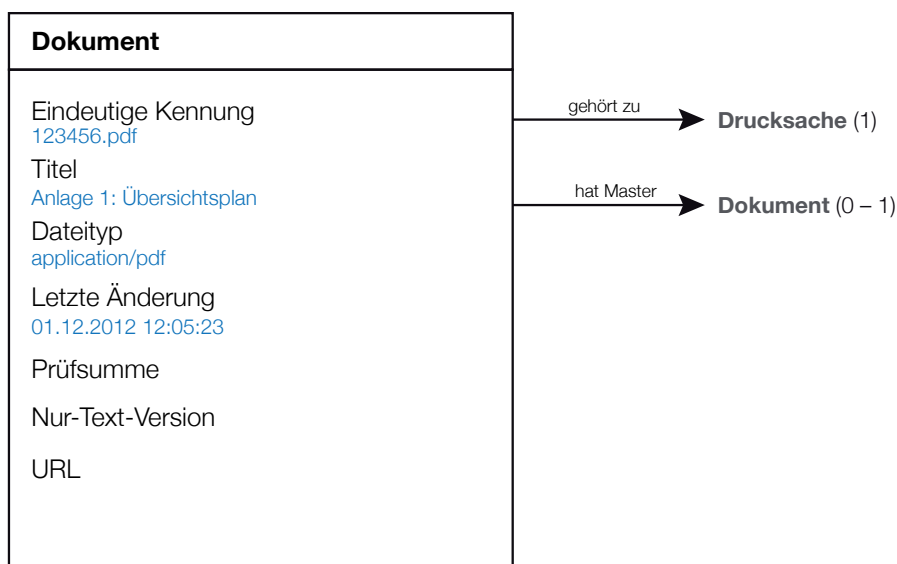 Dokument
Eindeutige Kennung
123456.pdf
Titel
Anlage 1: Übersichtsplan
Dateityp
application/pdf
Letzte Änderung
01.12.2012 12:05:23
Prüfsumme
Nur-Text-Version
URL
gehört zu
Drucksache (1)
hat Master
Dokument (0 – 1)